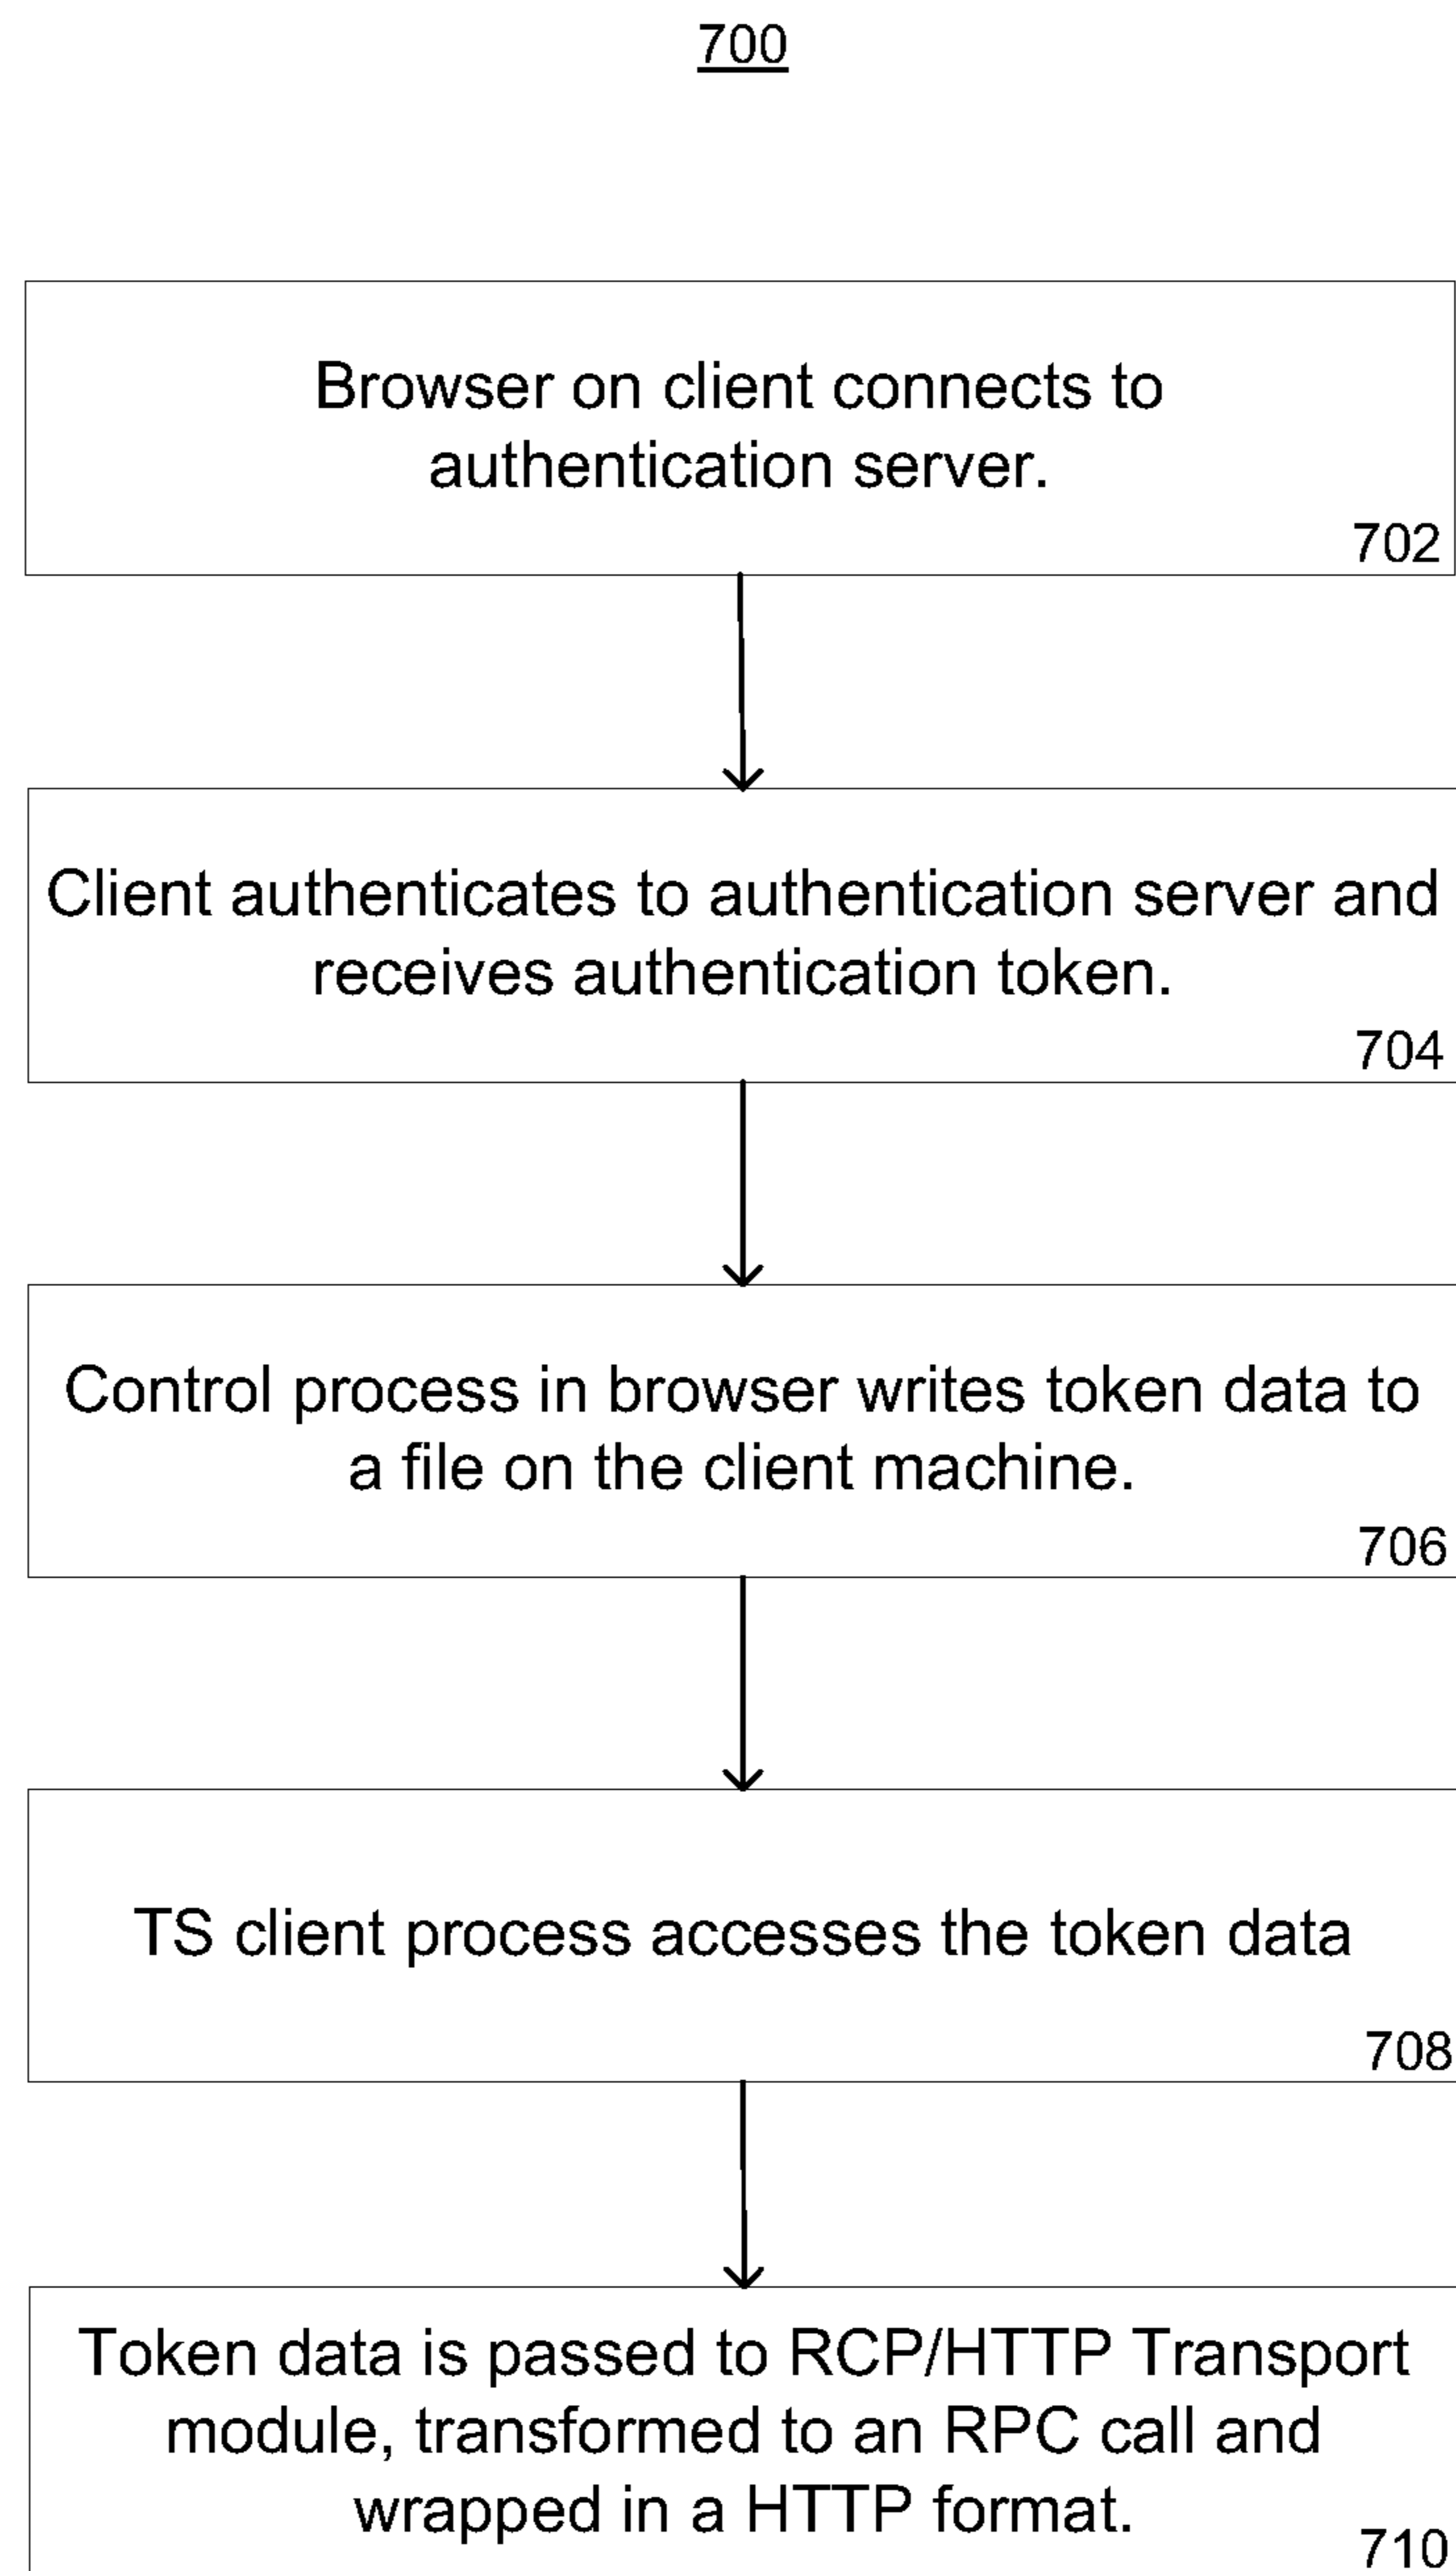 700
Browser on client connects to
authentication server.
702
Client authenticates to authentication server and
receives authentication token.
704
Control process in browser writes token data to
a file on the client machine.
706
TS client process accesses the token data
708
Token data is passed to RCP/HTTP Transport
module, transformed to an RPC call and
wrapped in a HTTP format.
710